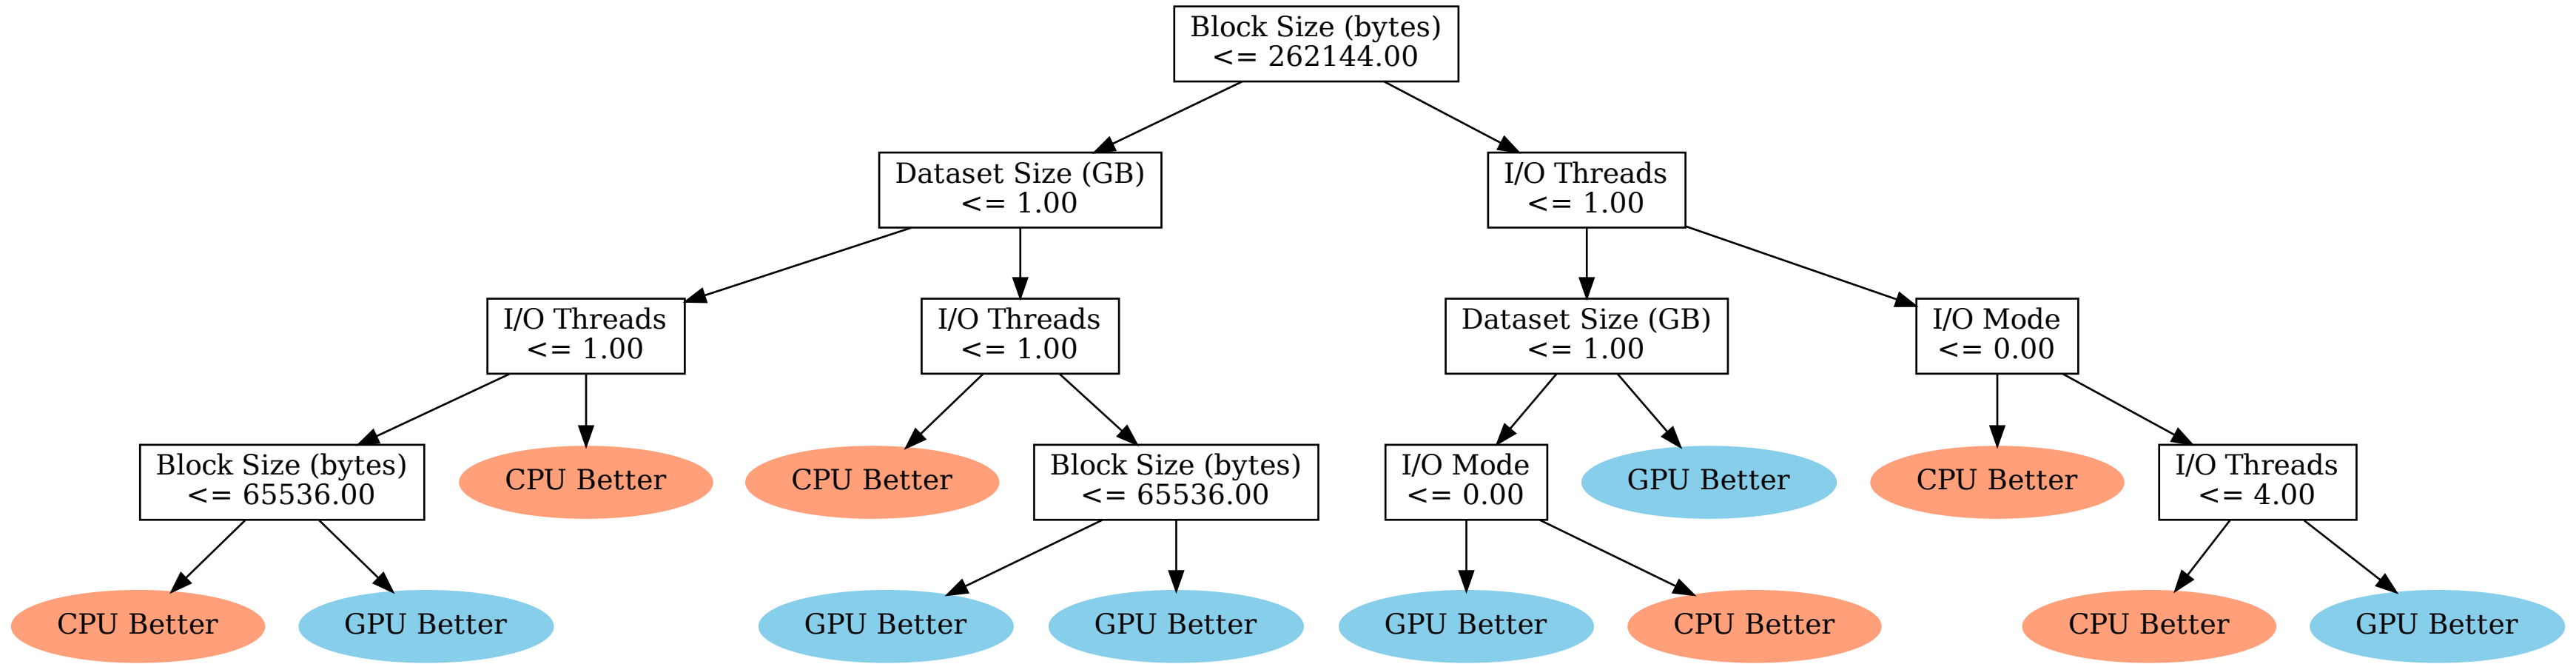 Block Size (bytes)
<= 262144.00
Dataset Size (GB)
<= 1.00
I/O Threads
<= 1.00
I/O Threads
<= 1.00
I/O Threads
<= 1.00
Dataset Size (GB)
<= 1.00
I/O Mode
<= 0.00
Block Size (bytes)
<= 65536.00
CPU Better
CPU Better
Block Size (bytes)
<= 65536.00
I/O Mode
<= 0.00
GPU Better
CPU Better
I/O Threads
<= 4.00
CPU Better
GPU Better
GPU Better
GPU Better
GPU Better
CPU Better
CPU Better
GPU Better